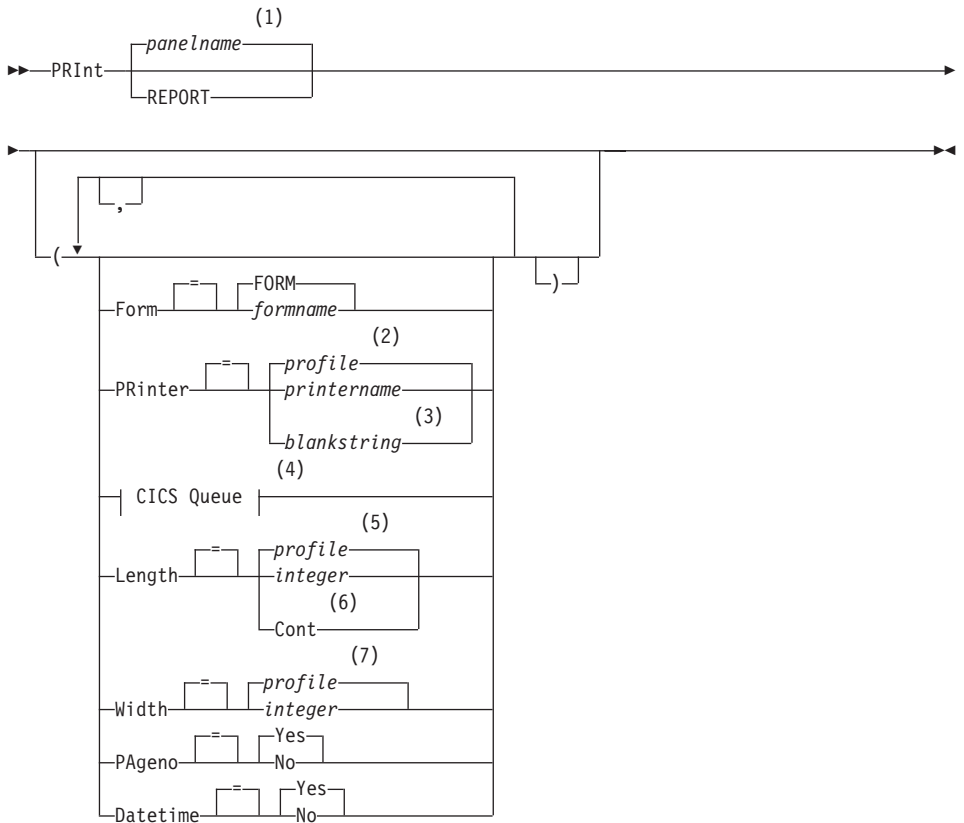 (1)
panelname
PRInt
REPORT
,
(
)
Form = FORM
formname
(2)
PRinter = profile
printername
(3)
blankstring
(4)
CICS Queue
(5)
Length = profile
integer
(6)
Cont
(7)
Width = profile
integer
PAgeno = Yes
No
Datetime = Yes
No